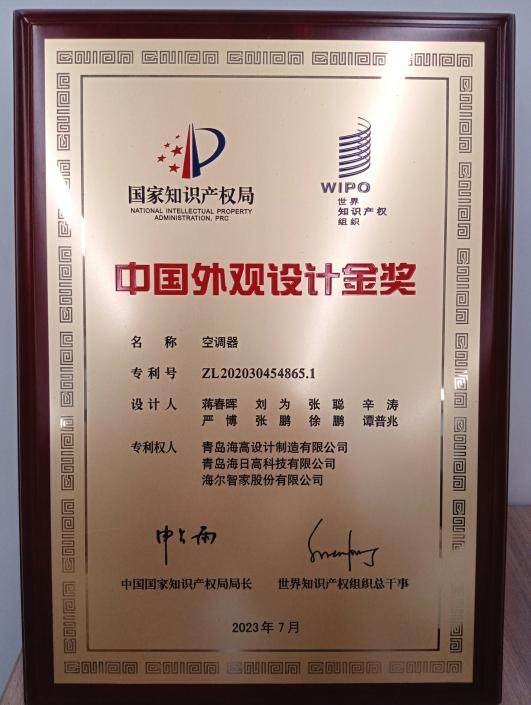 国家知识产权局
NATIONAL INTELLECTUAL PROPERTY
ADMINISTRATION, PRC
WIPO
世界
知识产权
组织
中国外观设计金奖
名 称 空调器
专利号 ZL202030454865.1
设计人 蒋春晖 刘为 张聪 辛涛
严博 张鹏 徐鹏 谭普兆
专利权人 青岛海高设计制造有限公司
青岛海日高科技有限公司
海尔智家股份有限公司
申长雨
中国国家知识产权局局长 世界知识产权组织总干事
2023年7月